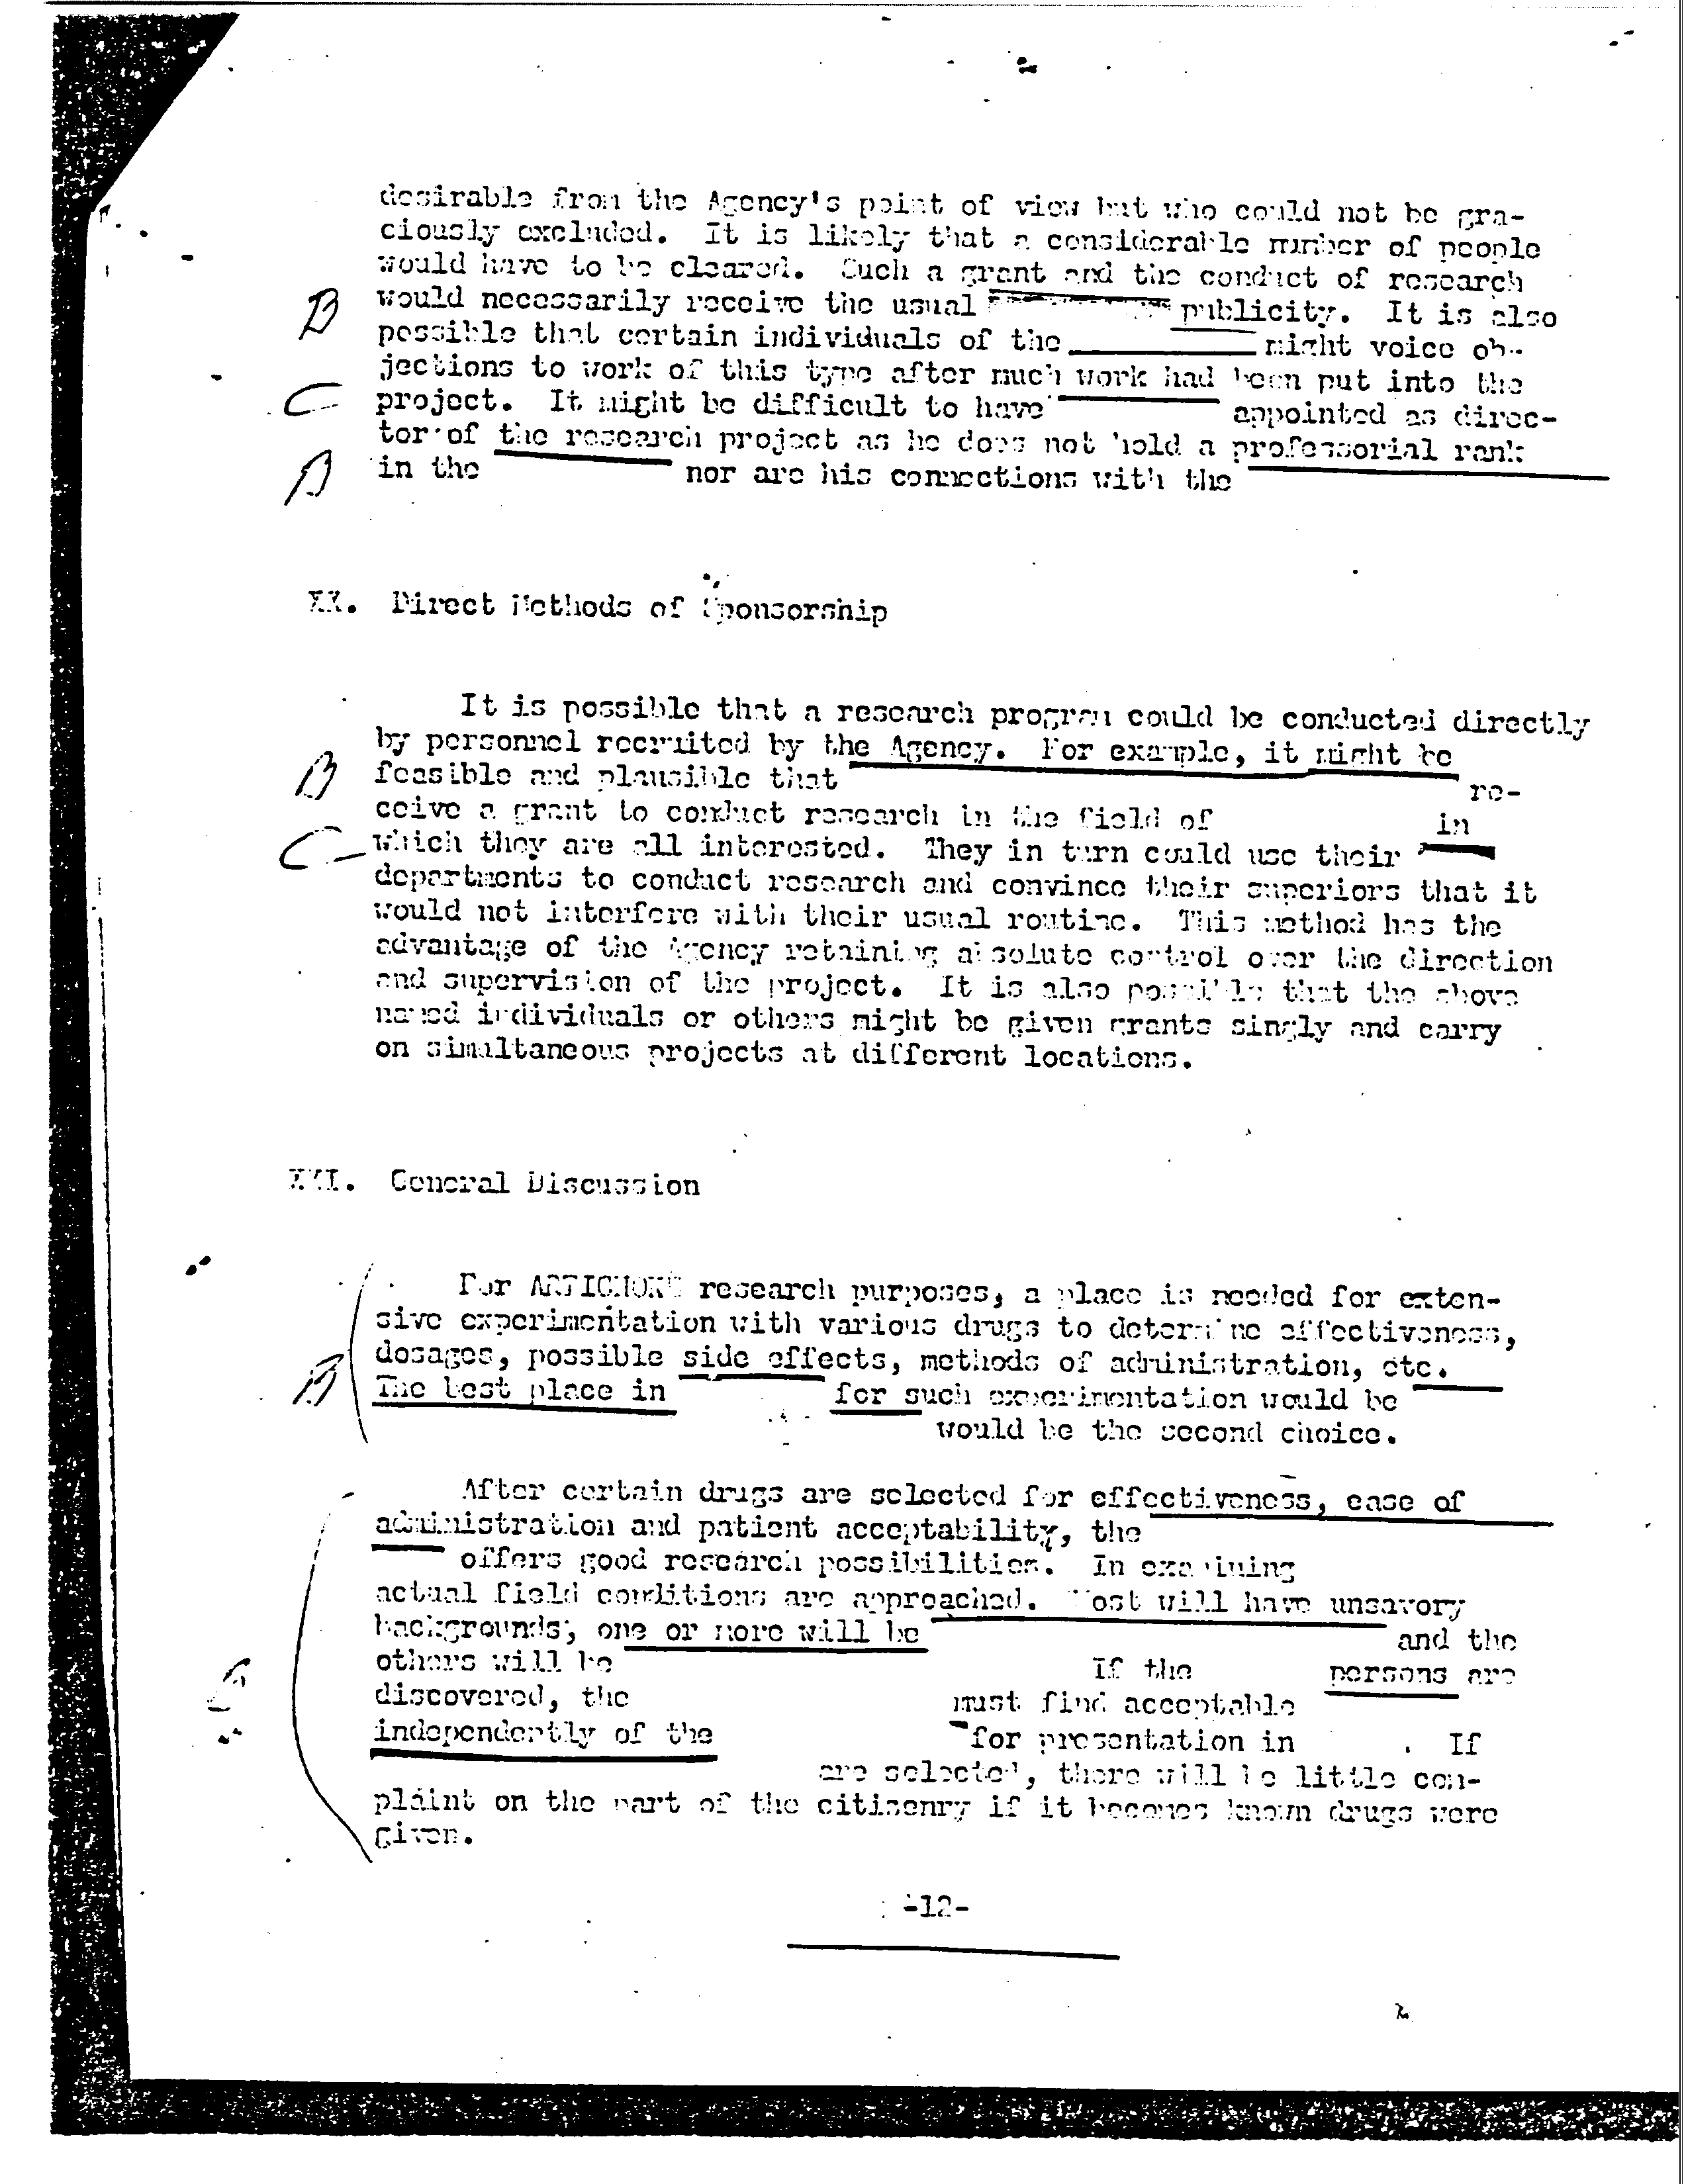 desirable from the Agency's point of view but who could not be gra-
ciously excluded. It is likely that a considerable number of people
would have to be cleared. Such a grant and the conduct of research
B would necessarily receive the usual publicity. It is also
possible that certain individuals of the might voice ob-
jections to work of this type after much work had been put into the
C project. It might be difficult to have appointed as direc-
tor of the research project as he does not hold a professorial rank
in the nor are his connections with the
XX. Direct Methods of Sponsorship
It is possible that a research program could be conducted directly
by personnel recruited by the Agency. For example, it might be
B feasible and plausible that re-
ceive a grant to conduct research in the field of in
C which they are all interested. They in turn could use their
departments to conduct research and convince their superiors that it
would not interfere with their usual routine. This method has the
advantage of the Agency retaining absolute control over the direction
and supervision of the project. It is also possible that the above
named individuals or others might be given grants singly and carry
on simultaneous projects at different locations.
XXI. General Discussion
For ARTICHOKE research purposes, a place is needed for exten-
sive experimentation with various drugs to determine effectiveness,
dosages, possible side effects, methods of administration, etc.
B The best place in for such experimentation would be
would be the second choice.
After certain drugs are selected for effectiveness, ease of
administration and patient acceptability, the
offers good research possibilities. In examining
actual field conditions are approached. Most will have unsavory
backgrounds; one or more will be and the
others will be If the persons are
discovered, the must find acceptable
independently of the for presentation in . If
are selected, there will be little com-
plaint on the part of the citizenry if it becomes known drugs were
given.
-12-